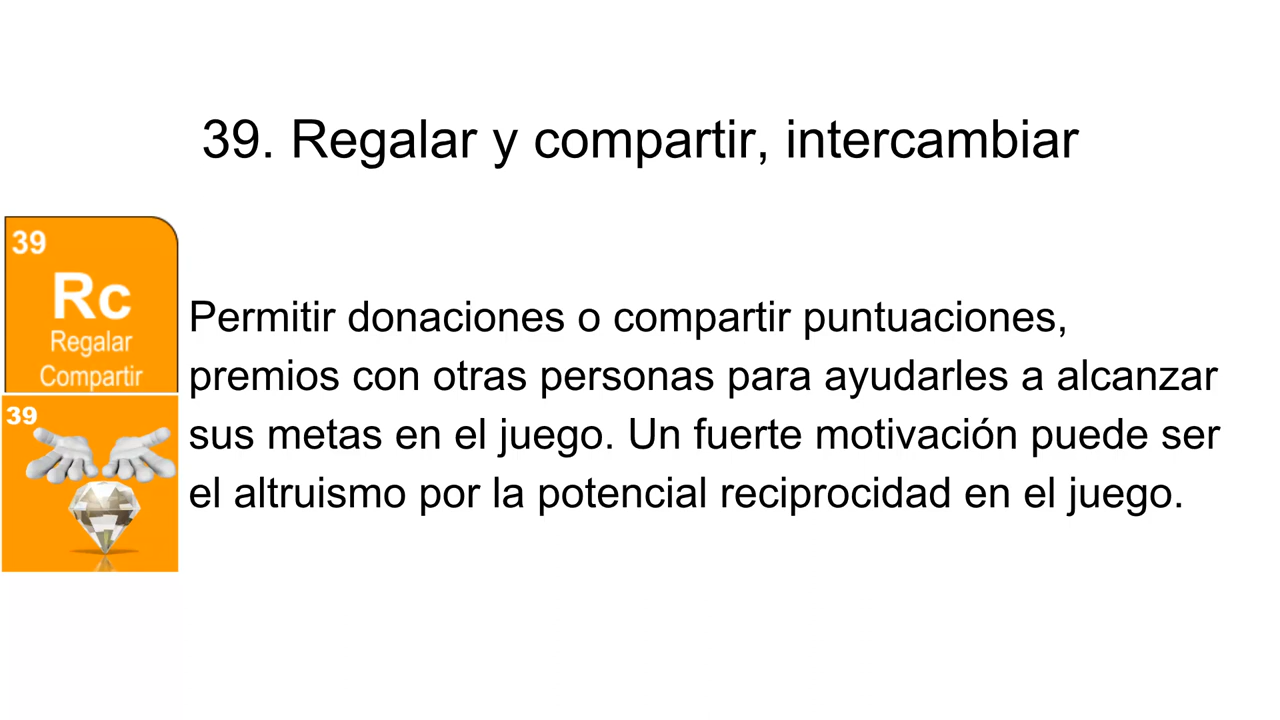 39. Regalar y compartir, intercambiar
39
Rc
Regalar
Compartir
39
Permitir donaciones o compartir puntuaciones,
premios con otras personas para ayudarles a alcanzar
sus metas en el juego. Un fuerte motivación puede ser
el altruismo por la potencial reciprocidad en el juego.